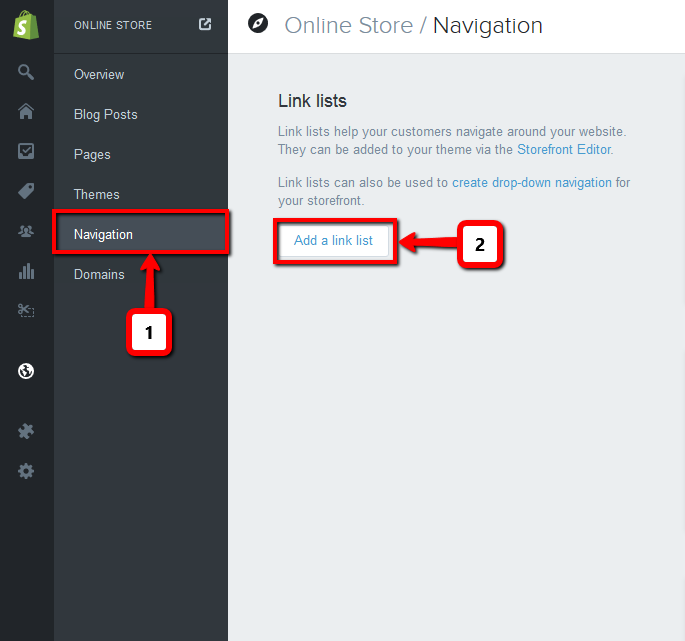 ONLINE STORE
Overview
Blog Posts
Pages
Themes
Navigation
Domains
1
Online Store / Navigation
Link lists
Link lists help your customers navigate around your website.
They can be added to your theme via the Storefront Editor.
Link lists can also be used to create drop-down navigation for
your storefront.
Add a link list
2